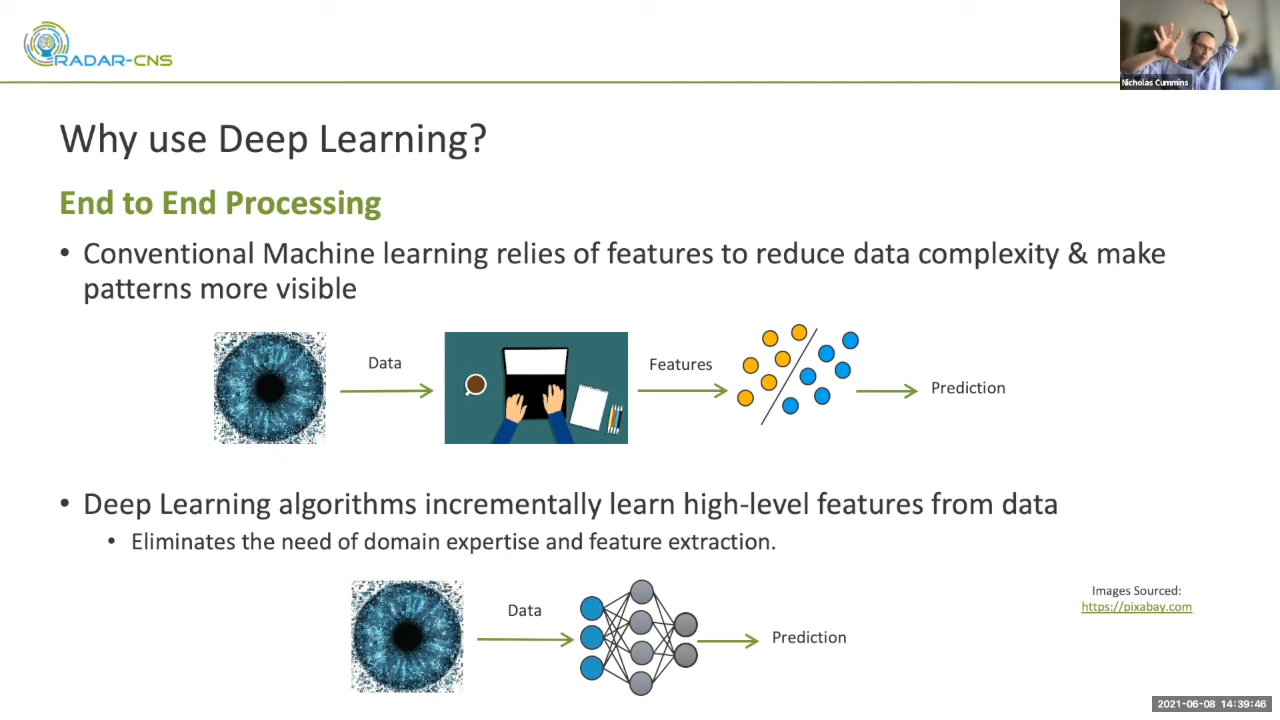 RADAR-CNS
Nicholas Cummins
Why use Deep Learning?
End to End Processing
• Conventional Machine learning relies of features to reduce data complexity & make
patterns more visible
Data
Features
Prediction
• Deep Learning algorithms incrementally learn high-level features from data
• Eliminates the need of domain expertise and feature extraction.
Data
Prediction
Images Sourced:
https://pixabay.com
2021-06-08 14:39:46